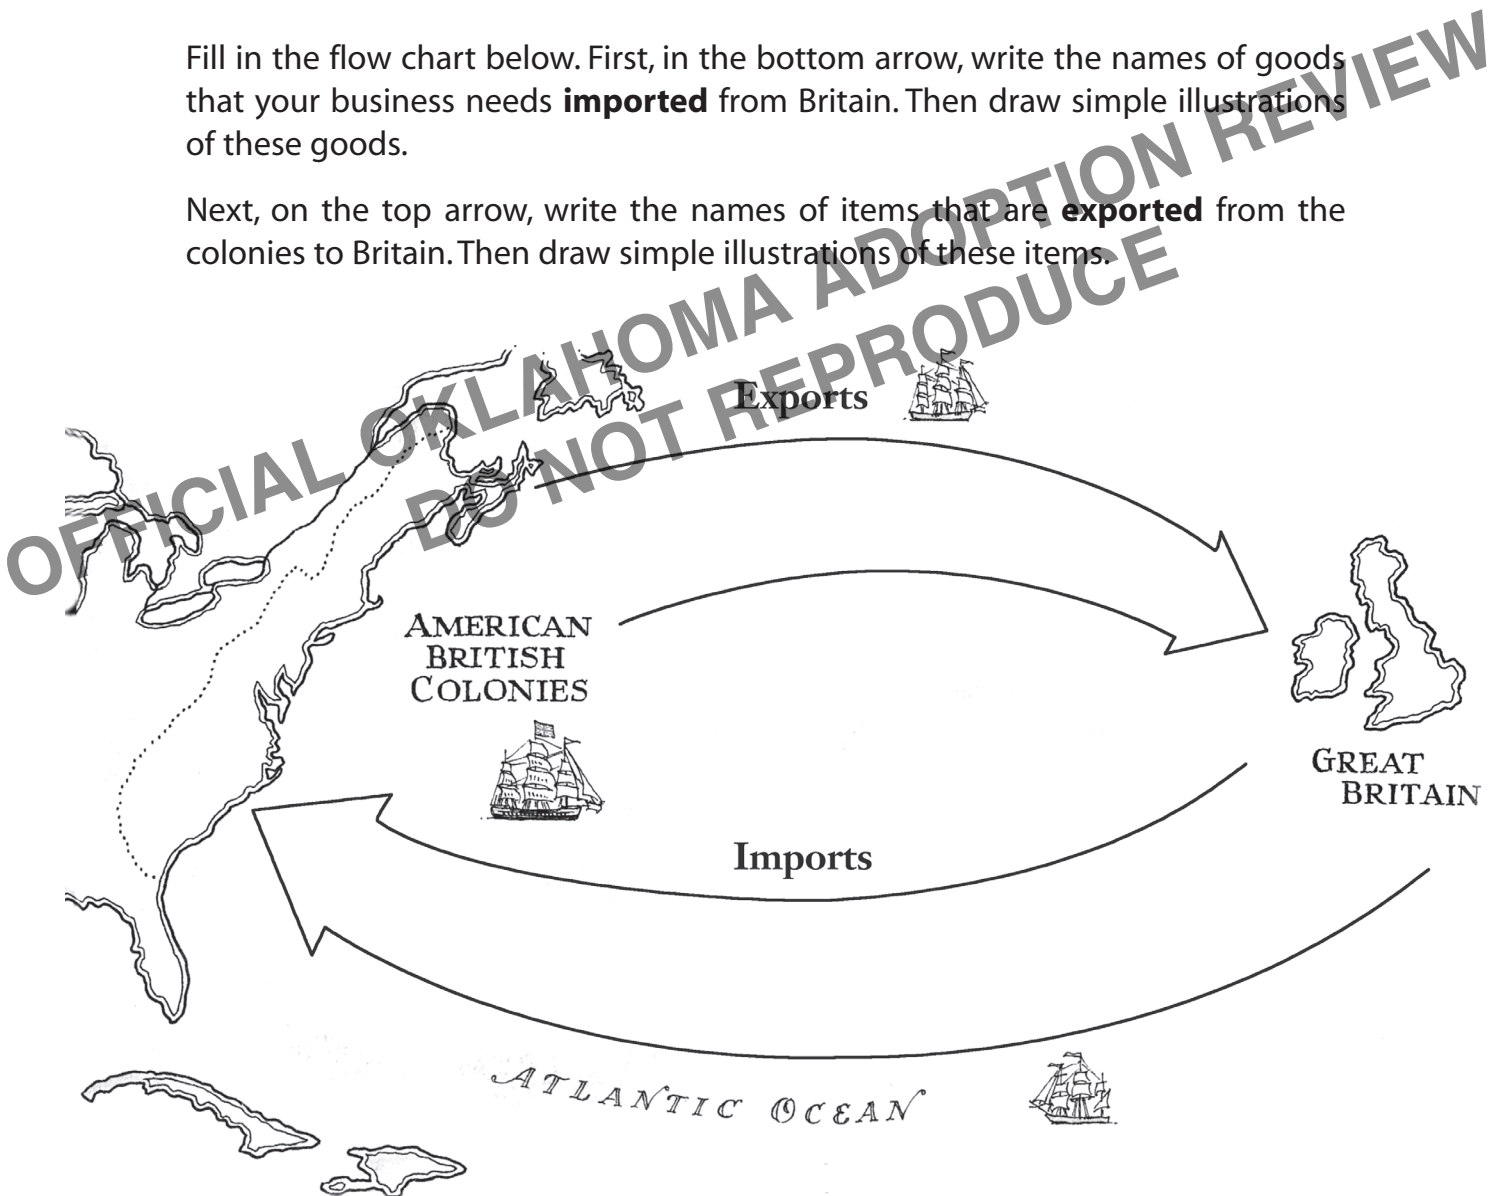 Fill in the flow chart below. First, in the bottom arrow, write the names of goods
that your business needs imported from Britain. Then draw simple illustrations
of these goods.
Next, on the top arrow, write the names of items that are exported from the
colonies to Britain. Then draw simple illustrations of these items.
OFFICIAL OKLAHOMA ADOPTION REVIEW
DO NOT REPRODUCE
Exports
AMERICAN
BRITISH
COLONIES
GREAT
BRITAIN
Imports
ATLANTIC OCEAN